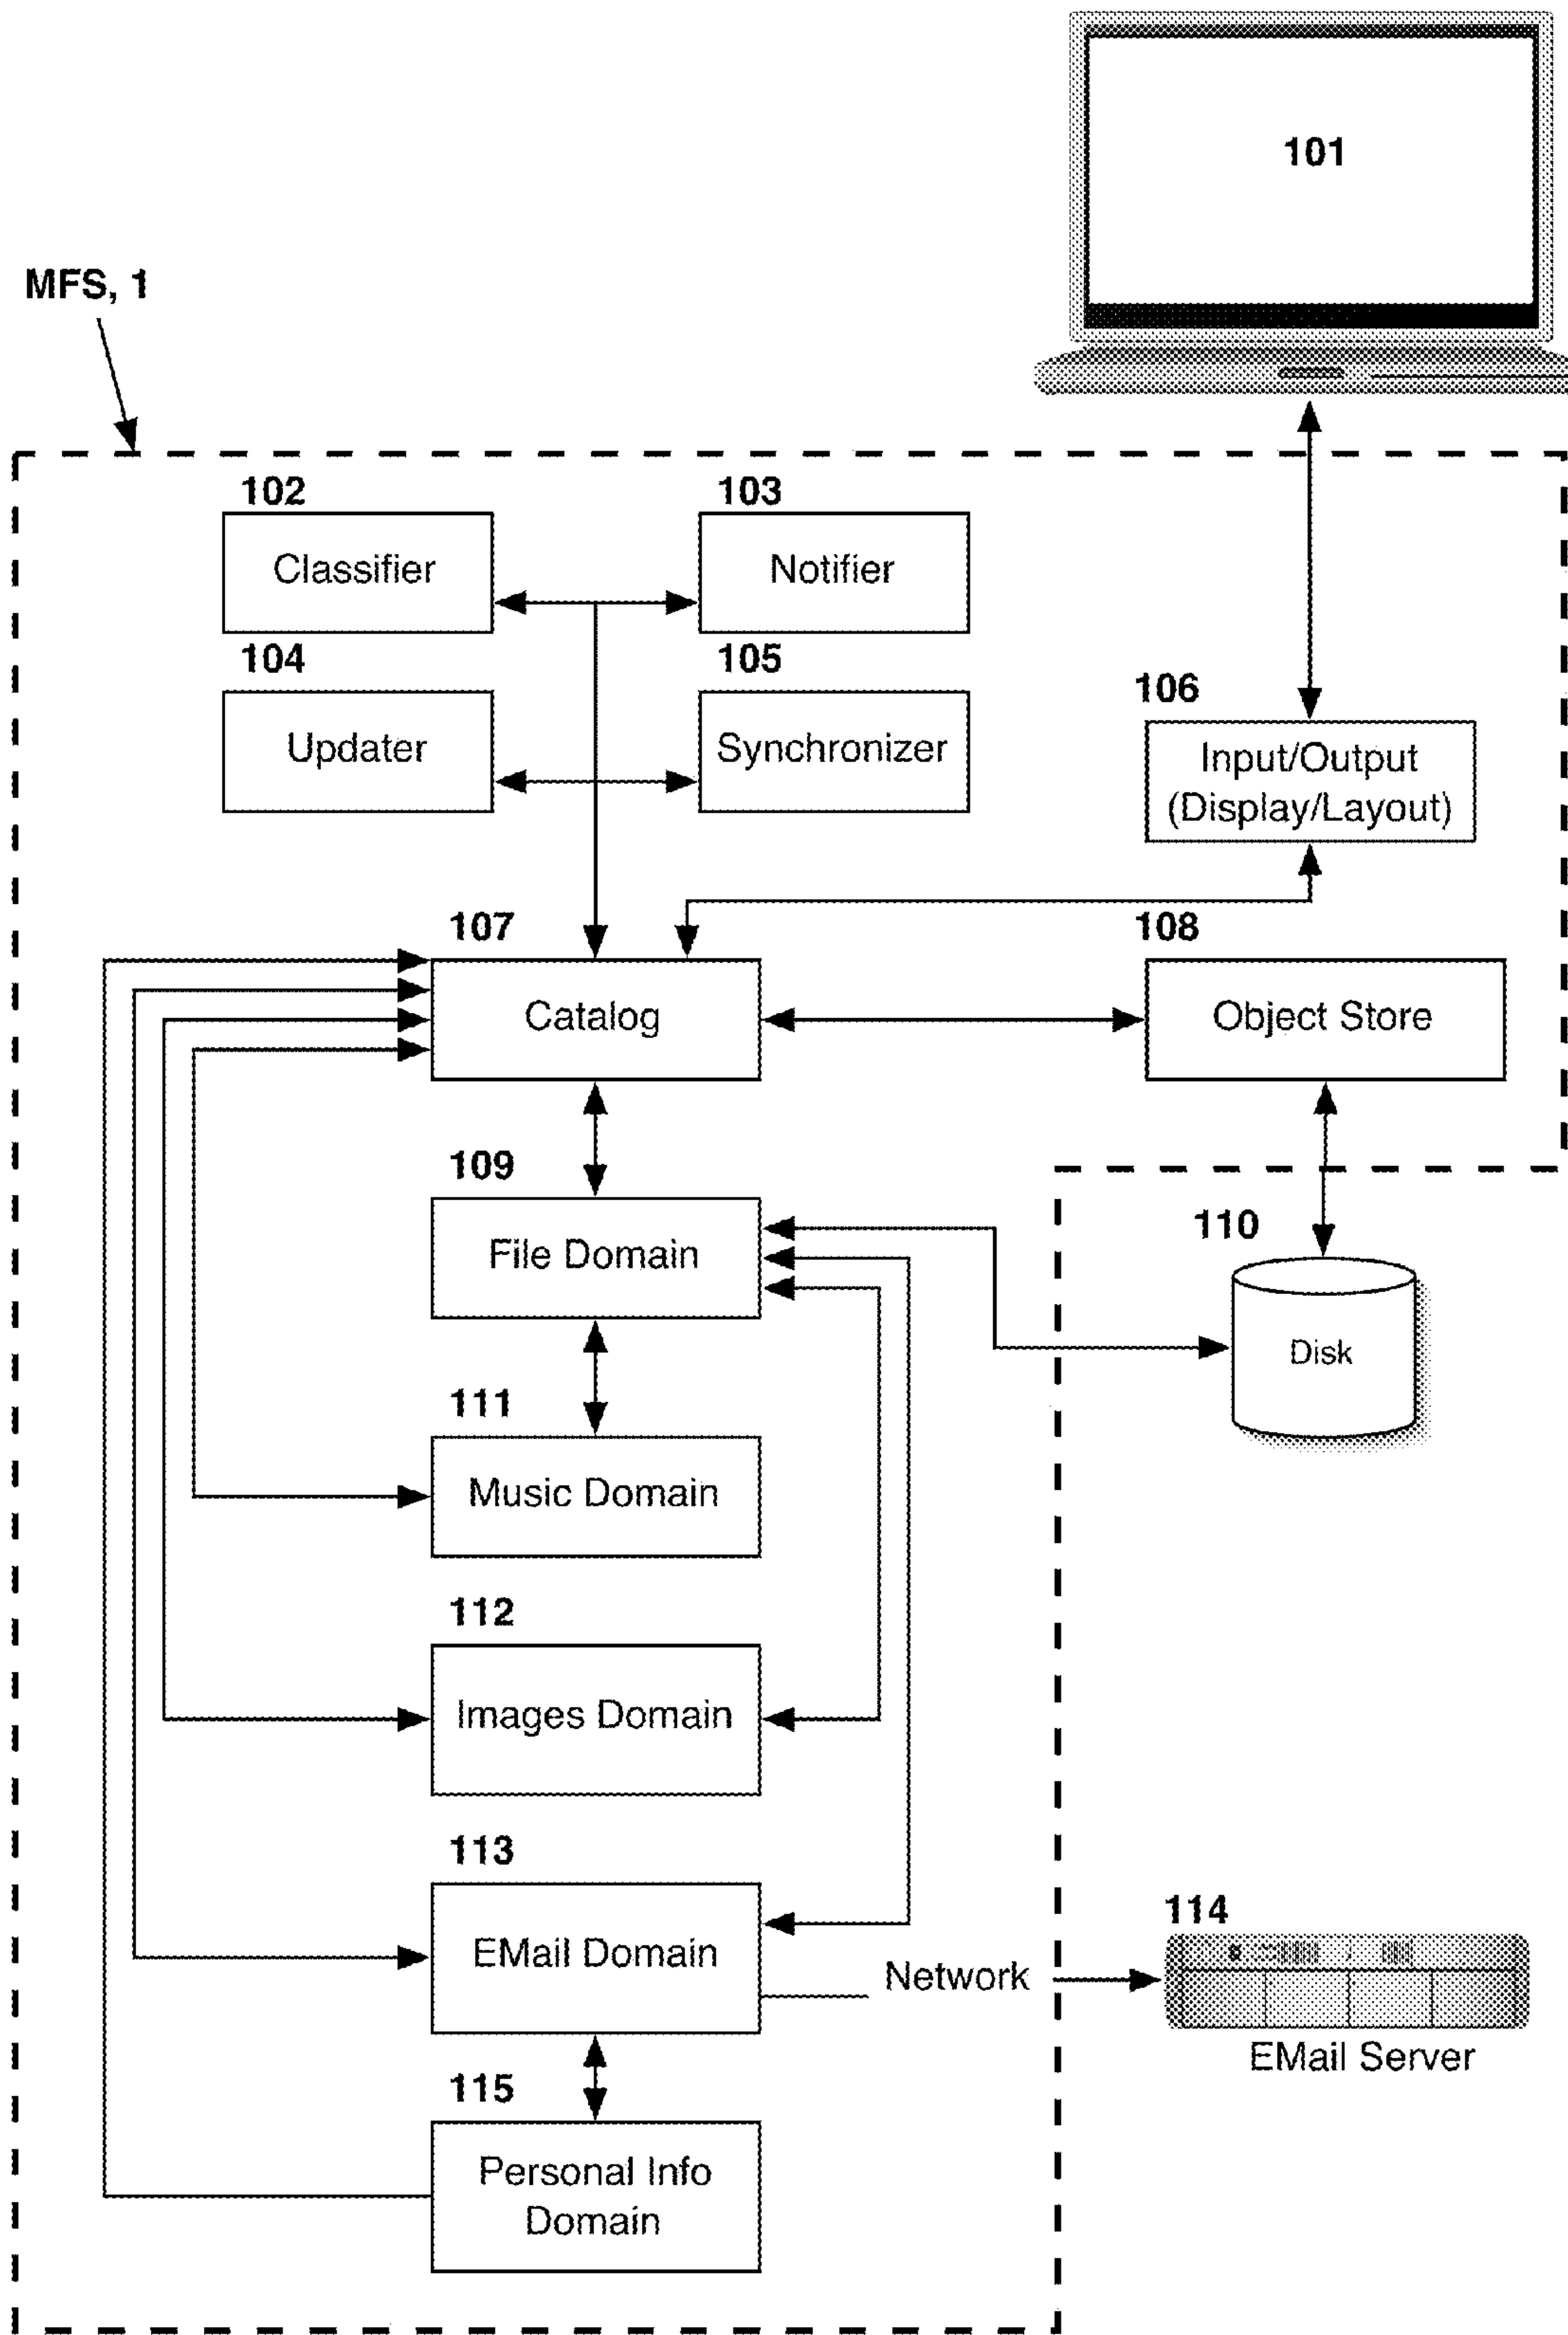 101
MFS, 1
102
Classifier
103
Notifier
104
Updater
105
Synchronizer
106
Input/Output
(Display/Layout)
107
Catalog
108
Object Store
109
File Domain
110
Disk
111
Music Domain
112
Images Domain
113
EMail Domain
Network
114
EMail Server
115
Personal Info
Domain